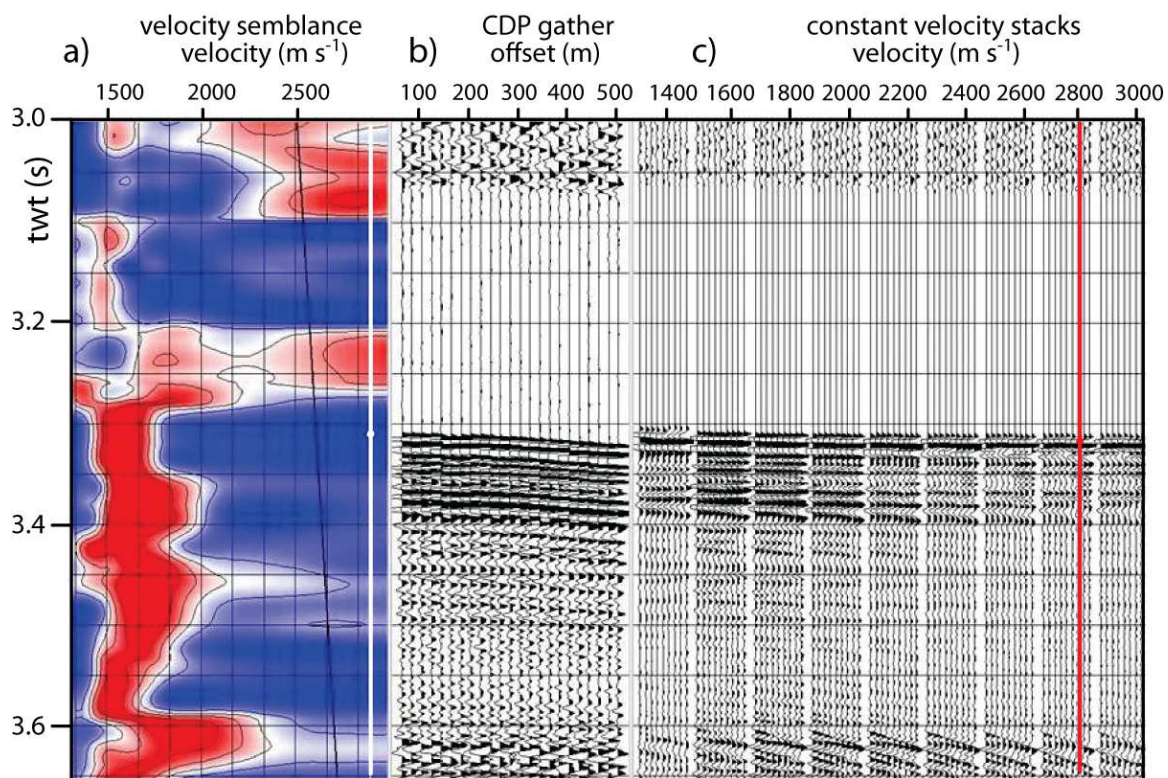 a)
velocity semblance
velocity (m s⁻¹)
b)
CDP gather
offset (m)
c)
constant velocity stacks
velocity (m s⁻¹)
1500 2000 2500
100 200 300 400 500
1400 1600 1800 2000 2200 2400 2600 2800 3000
twt (s)
3.0
3.2
3.4
3.6